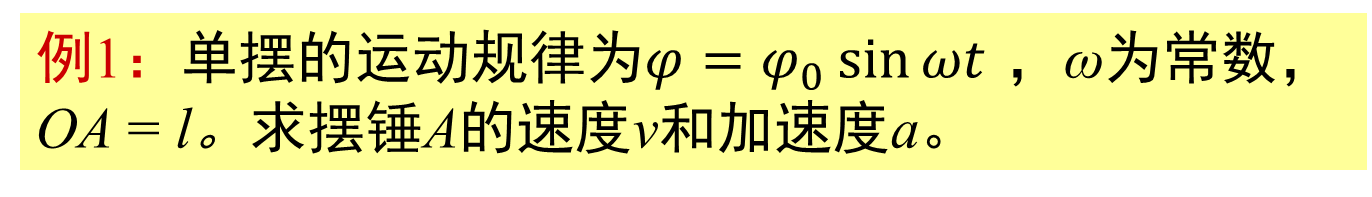 例1：单摆的运动规律为φ = φ₀ sin ωt ，ω为常数，
OA = l。求摆锤A的速度v和加速度a。